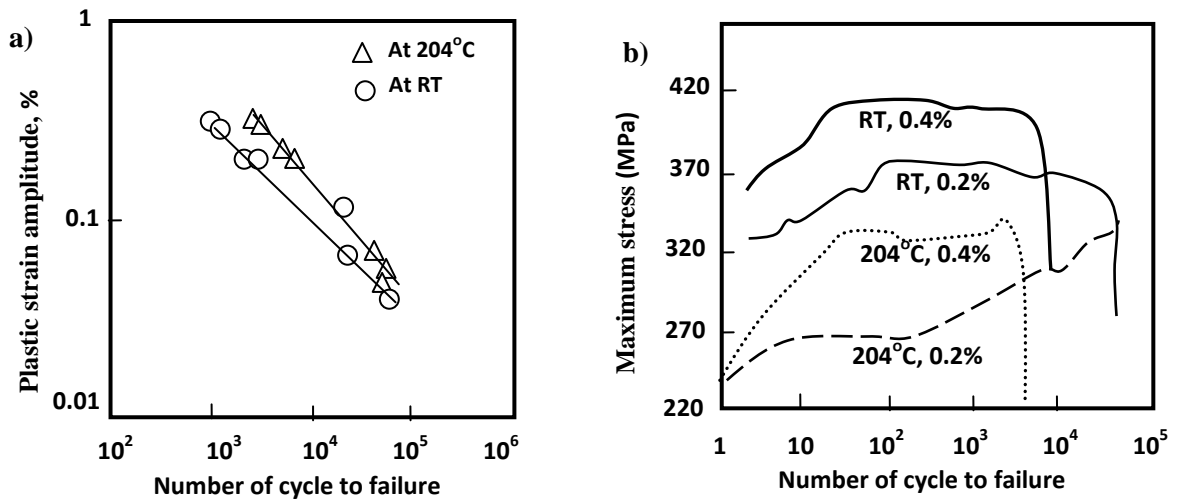 a)
Plastic strain amplitude, %
1
0.1
0.01
At 204°C
At RT
10² 10³ 10⁴ 10⁵ 10⁶
Number of cycle to failure
b)
Maximum stress (MPa)
420
370
320
270
220
RT, 0.4%
RT, 0.2%
204°C, 0.4%
204°C, 0.2%
1 10 10² 10³ 10⁴ 10⁵
Number of cycle to failure